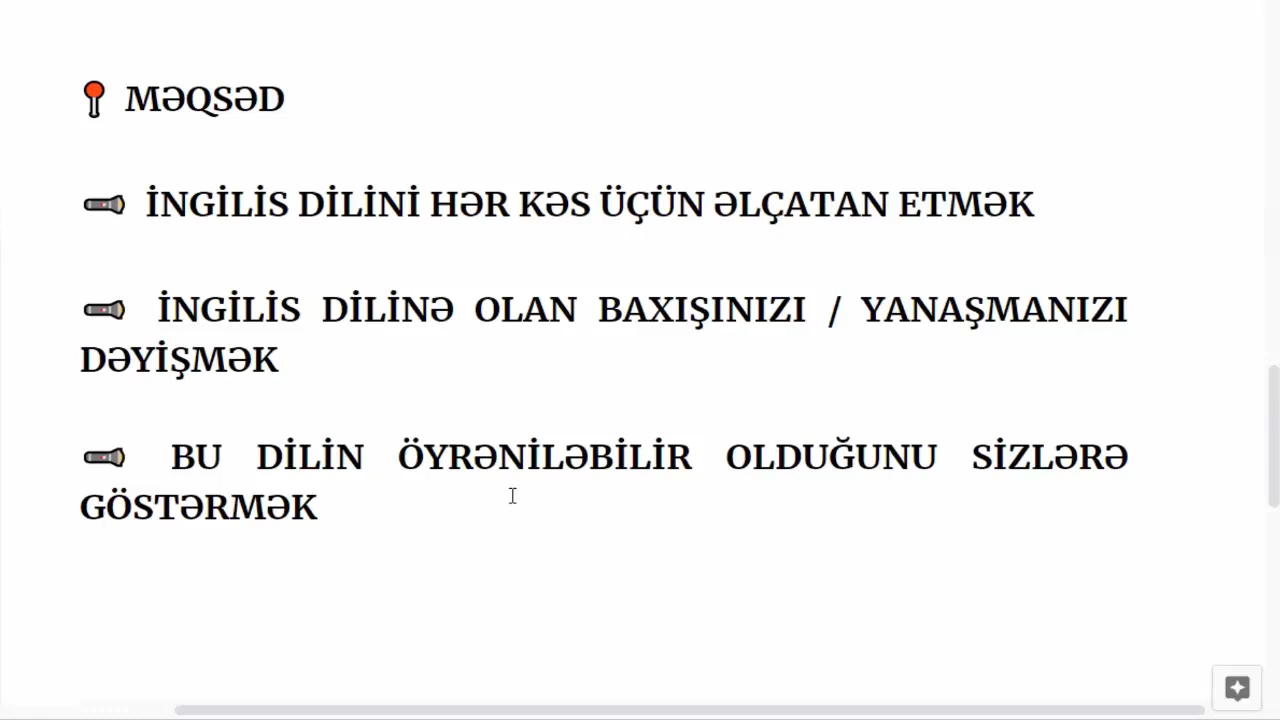 MƏQSƏD
İNGİLİS DİLİNİ HƏR KƏS ÜÇÜN ƏLÇATAN ETMƏK
İNGİLİS DİLİNƏ OLAN BAXIŞINIZI / YANAŞMANIZI
DƏYİŞMƏK
BU DİLİN ÖYRƏNİLƏBİLİR OLDUĞUNU SİZLƏRƏ
GÖSTƏRMƏK